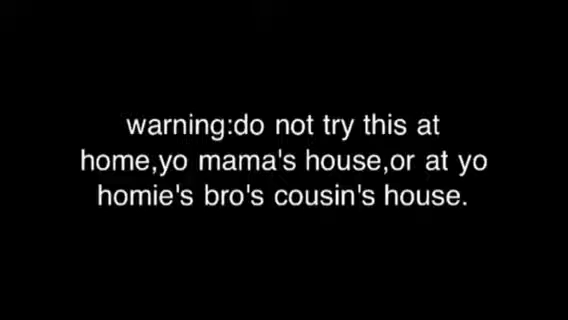 warning:do not try this at
home,yo mama's house,or at yo
homie's bro's cousin's house.